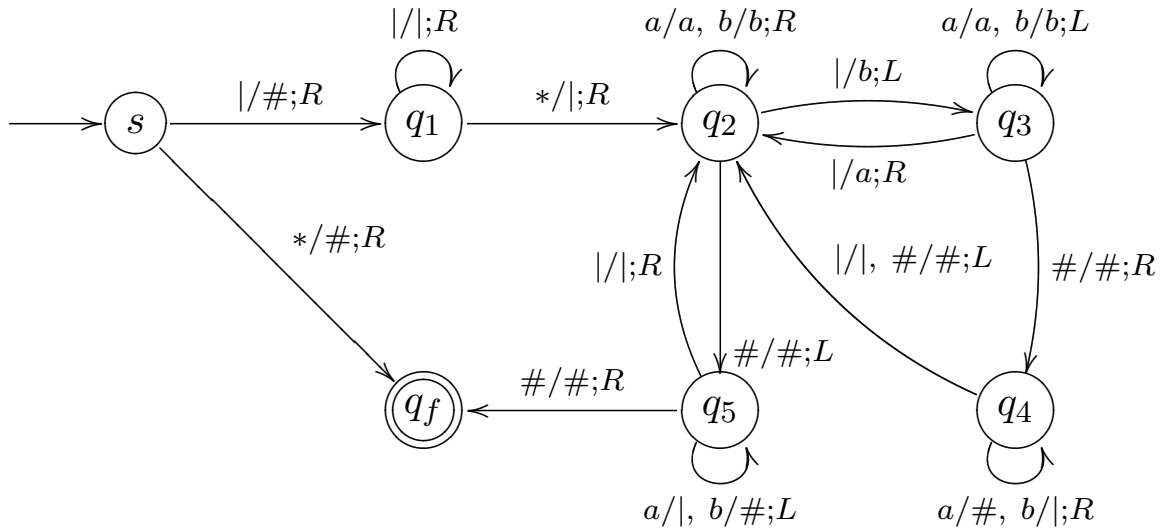 |/|;R
a/a, b/b;R
a/a, b/b;L
|/#;R
*/|;R
|/b;L
s
q1
q2
q3
|/a;R
*/#;R
|/|;R
|/|, #/#;L
#/#;R
#/#;L
#/#;R
qf
q5
q4
a/|, b/#;L
a/#, b/|;R